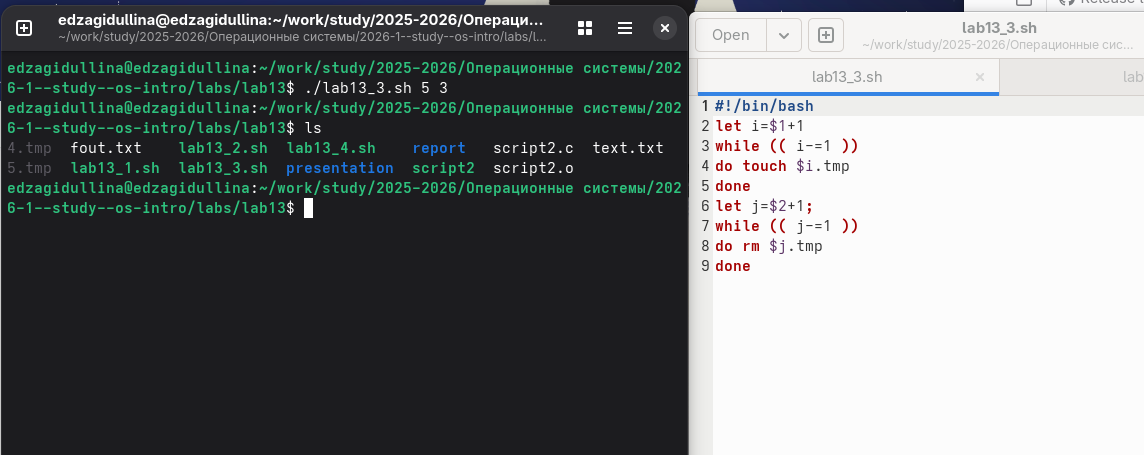 edzagidullina@edzagidullina:~/work/study/2025-2026/Операци...
~/work/study/2025-2026/Операционные системы/2026-1--study--os-intro/labs/l...
edzagidullina@edzagidullina:~/work/study/2025-2026/Операционные системы/202
6-1--study--os-intro/labs/lab13$ ./lab13_3.sh 5 3
edzagidullina@edzagidullina:~/work/study/2025-2026/Операционные системы/202
6-1--study--os-intro/labs/lab13$ ls
4.tmp fout.txt lab13_2.sh lab13_4.sh report script2.c text.txt
5.tmp lab13_1.sh lab13_3.sh presentation script2 script2.o
edzagidullina@edzagidullina:~/work/study/2025-2026/Операционные системы/202
6-1--study--os-intro/labs/lab13$
Open
lab13_3.sh
~/work/study/2025-2026/Операционные сис...
lab13_3.sh
lab
1 #!/bin/bash
2 let i=$1+1
3 while (( i-=1 ))
4 do touch $i.tmp
5 done
6 let j=$2+1;
7 while (( j-=1 ))
8 do rm $j.tmp
9 done